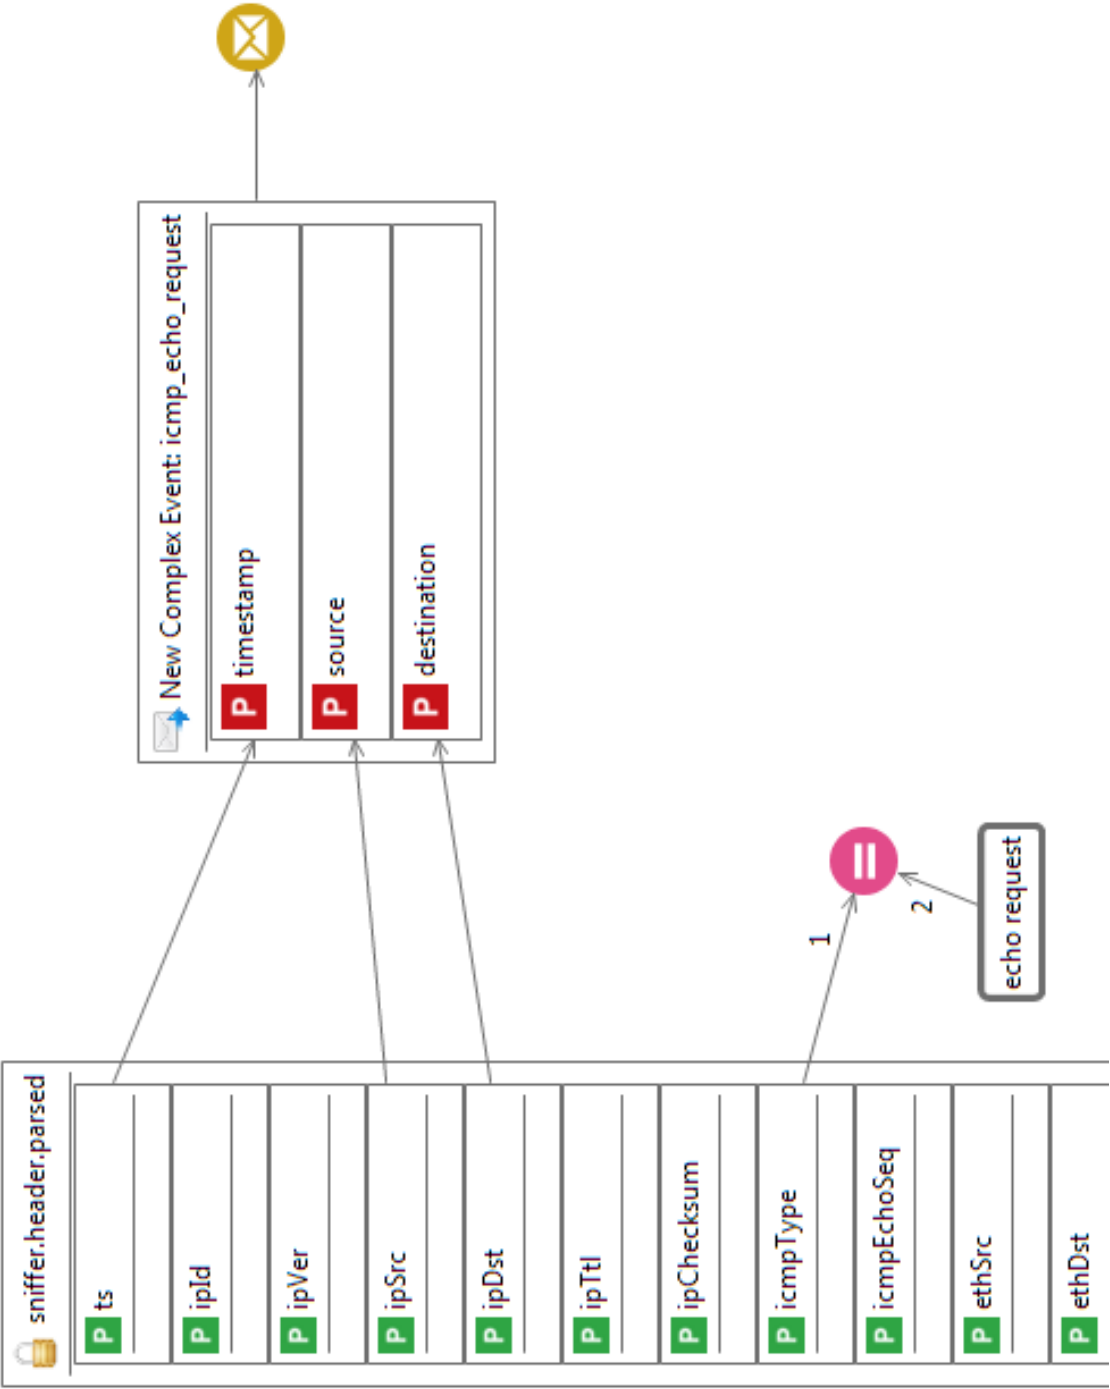 sniffer.header.parsed
P ts
P ipId
P ipVer
P ipSrc
P ipDst
P ipTtl
P ipChecksum
P icmpType
P icmpEchoSeq
P ethSrc
P ethDst
1
2
echo request
New Complex Event: icmp_echo_request
P timestamp
P source
P destination